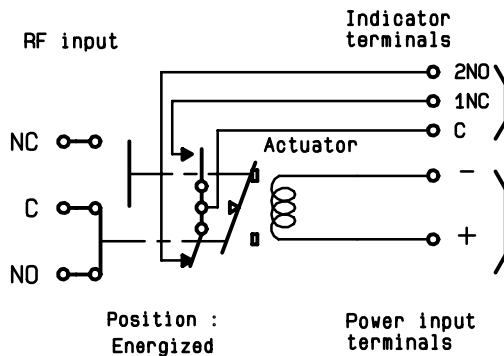 RF input
Indicator
terminals
2NO
1NC
C
Actuator
NC
C
NO
-
+
Position :
Energized
Power input
terminals